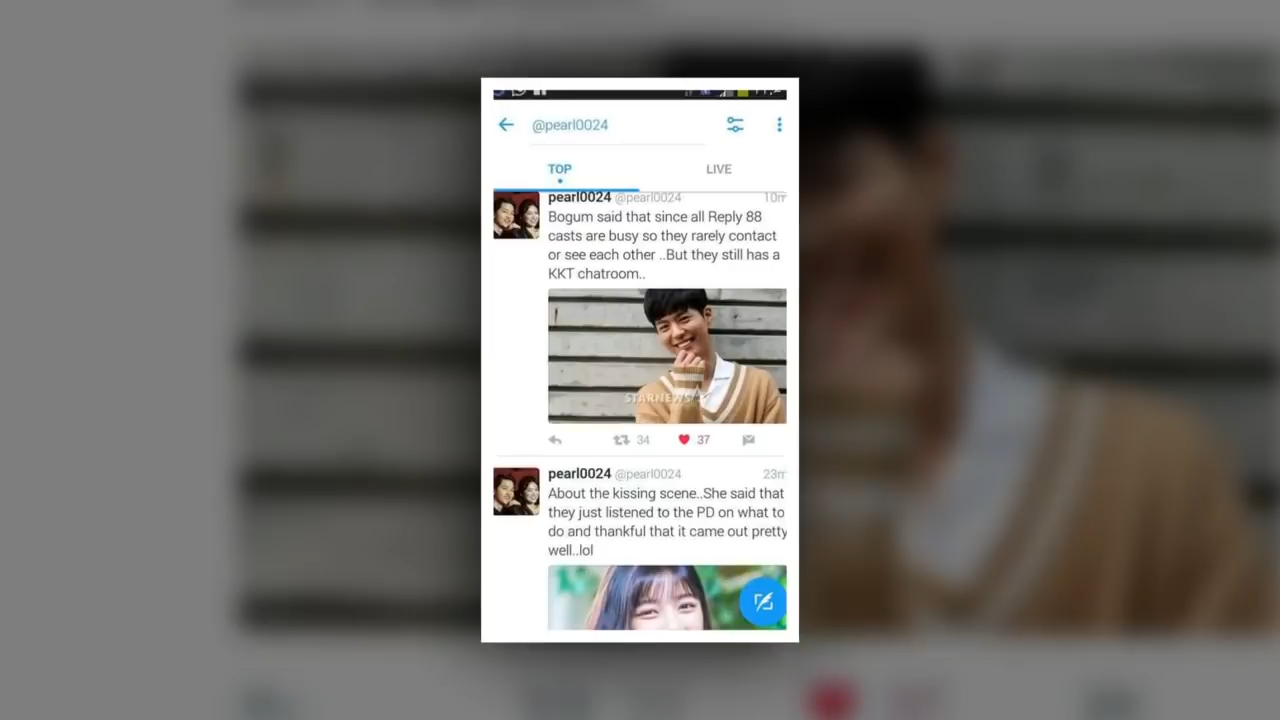 @pearl0024
TOP
LIVE
pearl0024 @pearl0024
Bogum said that since all Reply 88
casts are busy so they rarely contact
or see each other ..But they still has a
KKT chatroom..
STARNEWS
34
37
pearl0024 @pearl0024
About the kissing scene..She said that
they just listened to the PD on what to
do and thankful that it came out pretty
well..lol